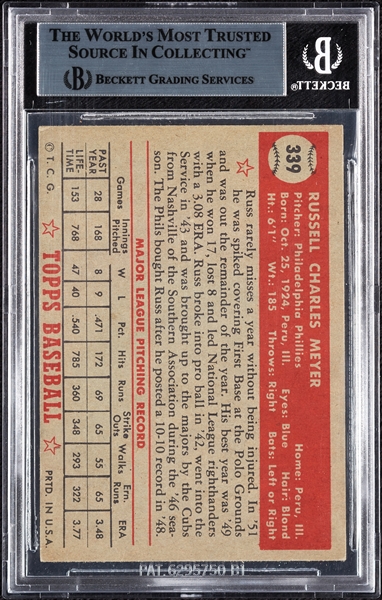 THE WORLD'S MOST TRUSTED
SOURCE IN COLLECTING™
BECKETT GRADING SERVICES
BECKETT
339
RUSSELL CHARLES MEYER
Pitcher: Philadelphia Phillies Home: Peru, Ill.
Born: Oct. 25, 1924, Peru, Ill. Eyes: Blue Hair: Blond
Ht.: 6'1" Wt.: 185 Throws: Right Bats: Left or Right
Russ rarely misses a year without being injured. In '51
he was spiked covering First Base at the Polo Grounds
and was out the remainder of the year. His best year was '49
when he won 17, lost 8 and led National League righthanders
with a 3.08 ERA. Russ broke into pro ball in '42, went into the
Service in '43 and was brought up to the majors by the Cubs
from Nashville of the Southern Association during the '46 sea-
son. The Phils bought Russ after he posted a 10-10 record in '48.
MAJOR LEAGUE PITCHING RECORD
Games Innings Pitched W L Pct. Hits Runs Strike Outs Walks Ern. Runs ERA
PAST YEAR 28 168 8 9 .471 172 69 65 55 65 3.48
LIFE-TIME 153 768 47 40 .540 785 360 348 293 322 3.77
© T. C. G. TOPPS BASEBALL PRTD. IN U.S.A.
PAT. 6295750 B1